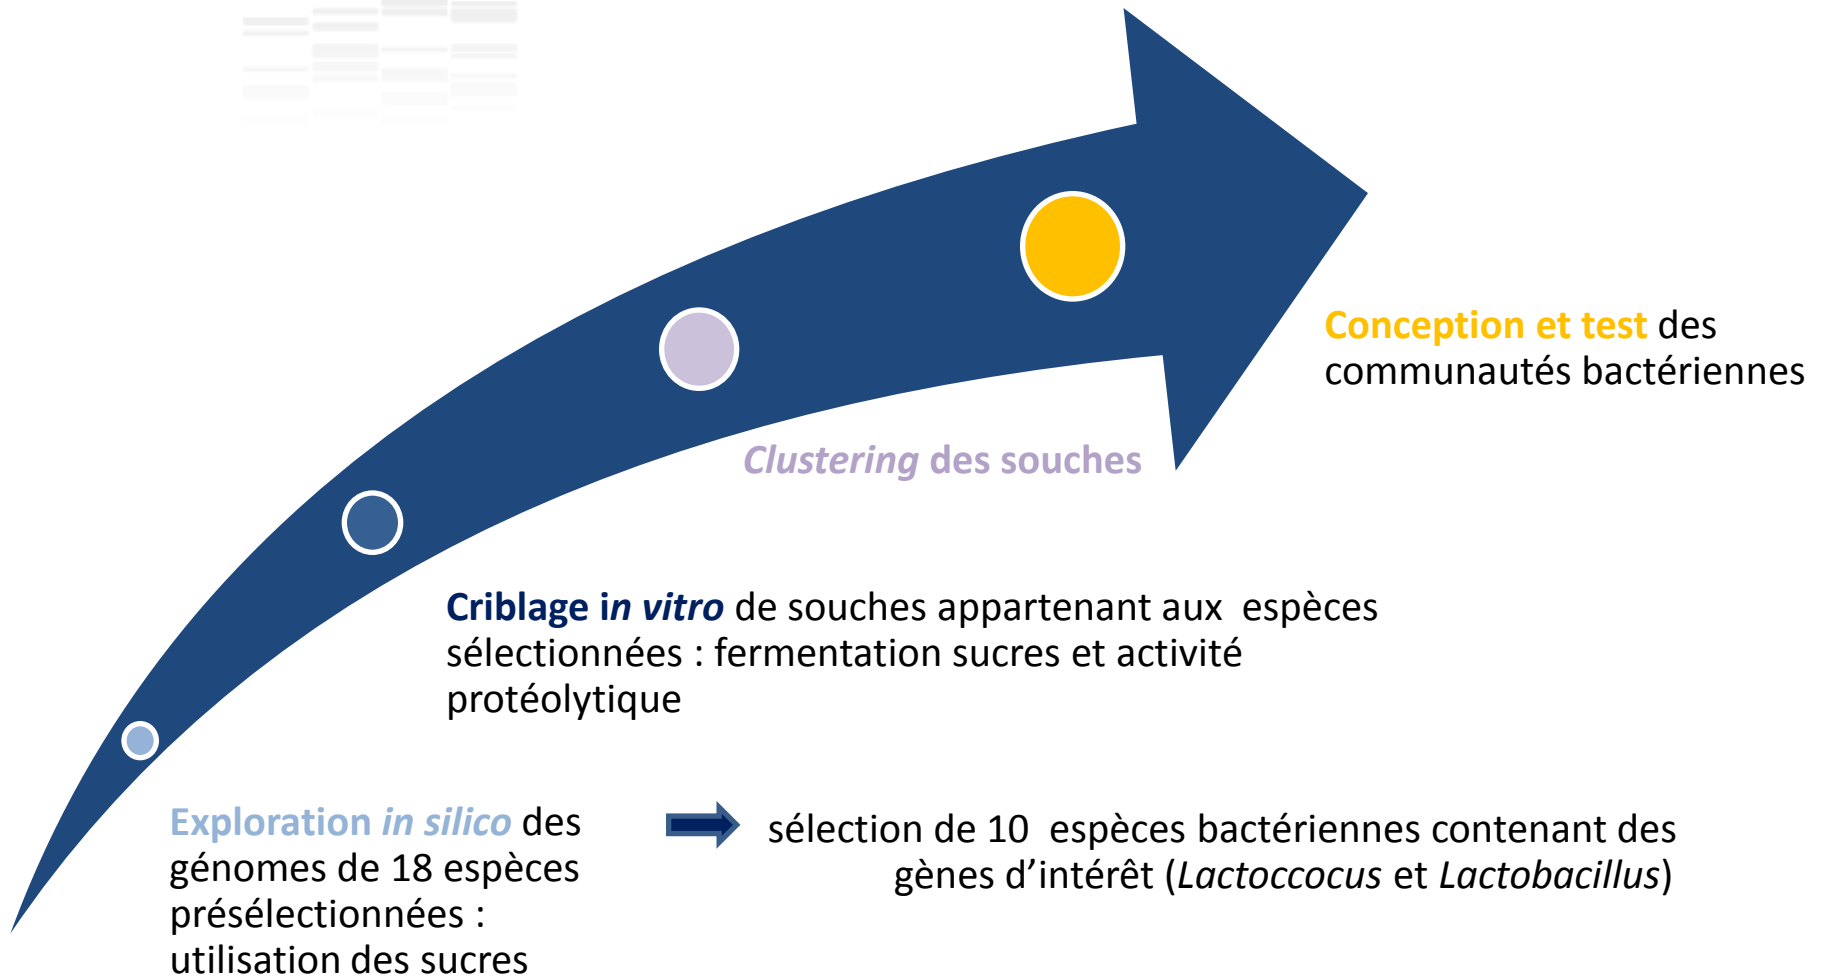 Conception et test des
communautés bactériennes
Clustering des souches
Criblage in vitro de souches appartenant aux  espèces
sélectionnées : fermentation sucres et activité
protéolytique
Exploration in silico des
génomes de 18 espèces
présélectionnées :
utilisation des sucres
sélection de 10  espèces bactériennes contenant des
gènes d’intérêt (Lactoccocus et Lactobacillus)